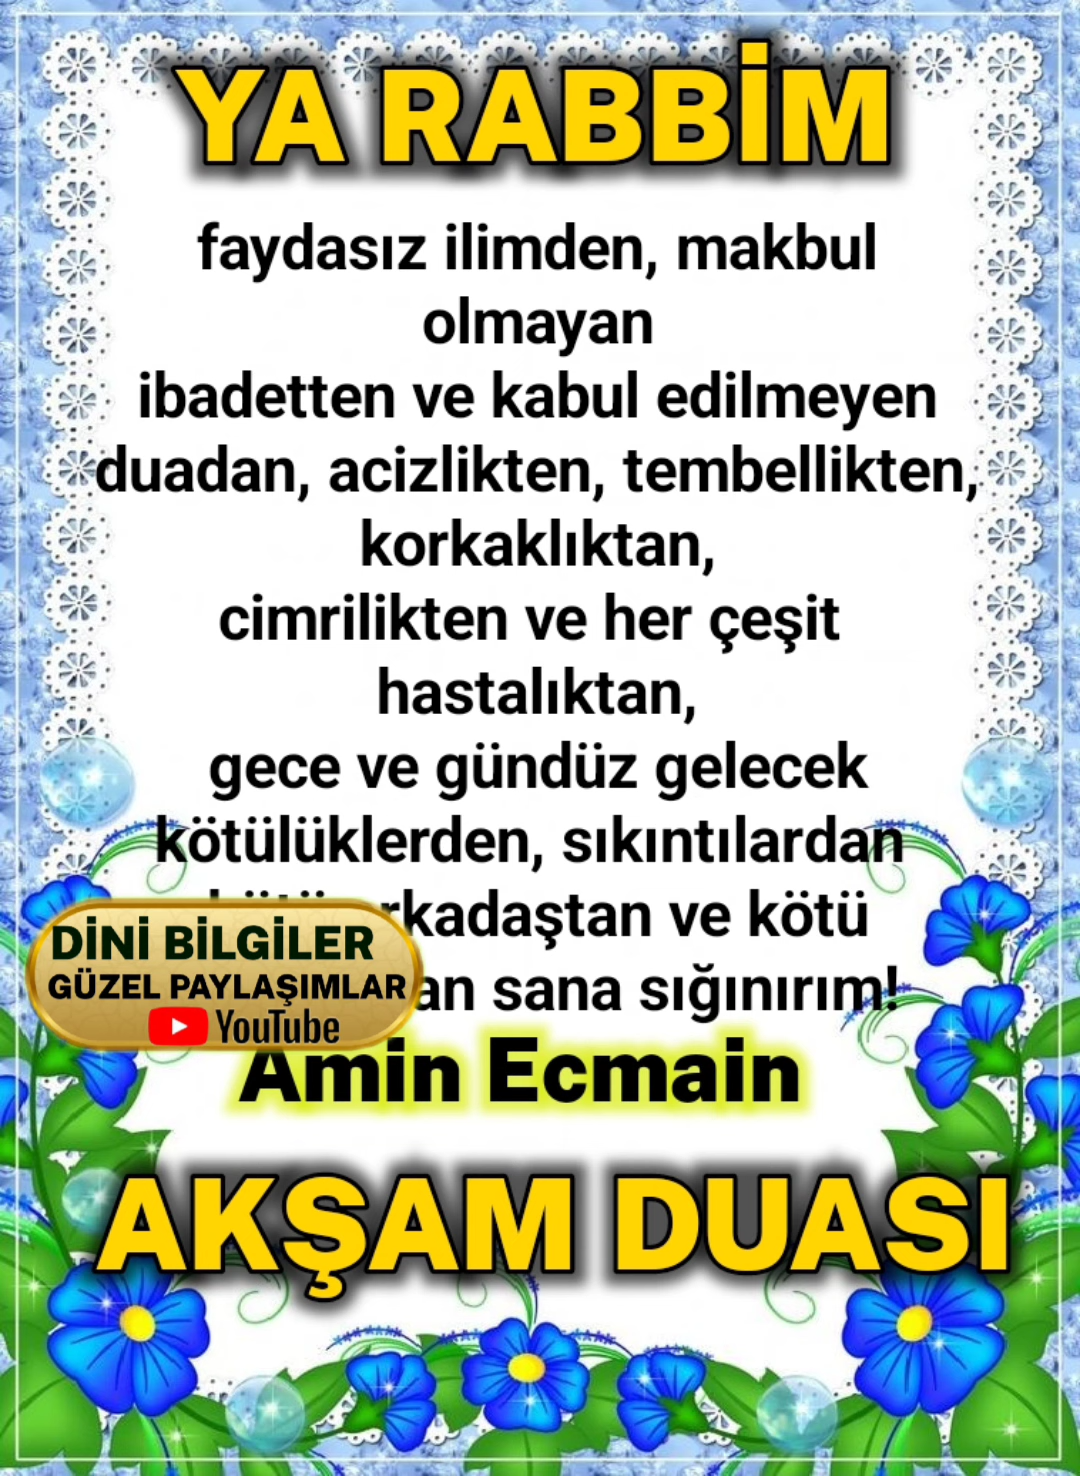 YA RABBİM
faydasız ilimden, makbul
olmayan
ibadetten ve kabul edilmeyen
duadan, acizlikten, tembellikten,
korkaklıktan,
cimrilikten ve her çeşit
hastalıktan,
gece ve gündüz gelecek
kötülüklerden, sıkıntılardan
ve kötü
sana sığınırım!
DİNİ BİLGİLER
GÜZEL PAYLAŞIMLAR
YouTube
Amin Ecmain
AKŞAM DUASI